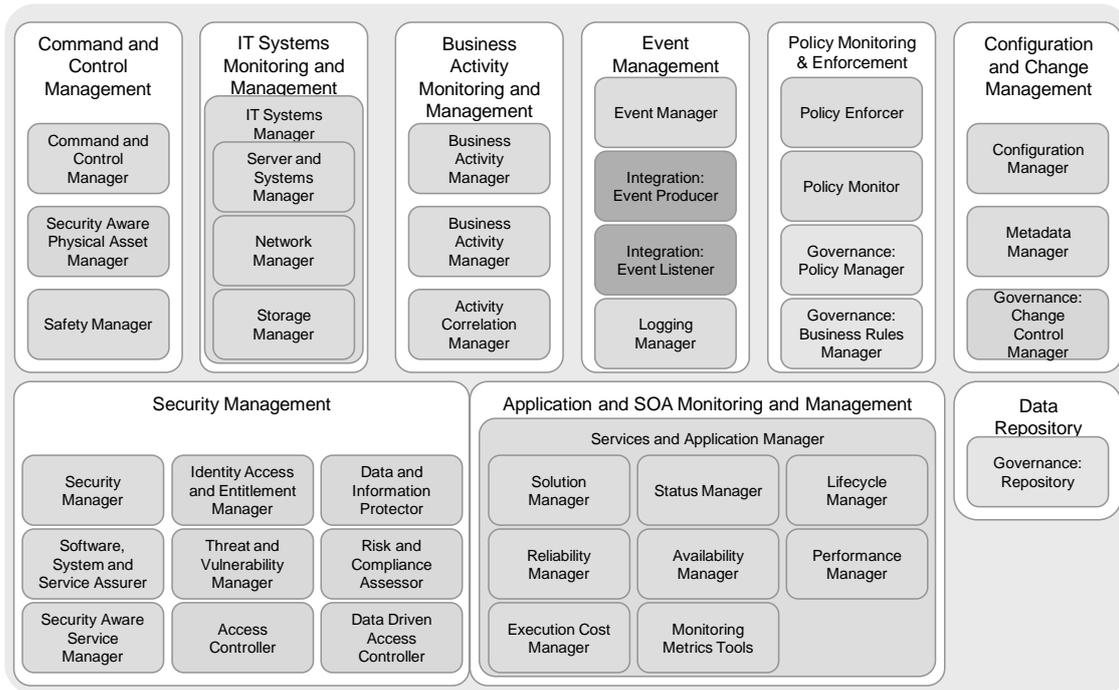 Command and
Control
Management
Command and
Control
Manager
Security Aware
Physical Asset
Manager
Safety Manager
IT Systems
Monitoring and
Management
IT Systems
Manager
Server and
Systems
Manager
Network
Manager
Storage
Manager
Business
Activity
Monitoring and
Management
Business
Activity
Manager
Business
Activity
Manager
Activity
Correlation
Manager
Event
Management
Event Manager
Integration:
Event Producer
Integration:
Event Listener
Logging
Manager
Policy Monitoring
& Enforcement
Policy Enforcer
Policy Monitor
Governance:
Policy Manager
Governance:
Business Rules
Manager
Configuration
and Change
Management
Configuration
Manager
Metadata
Manager
Governance:
Change
Control
Manager
Security Management
Security
Manager
Identity Access
and Entitlement
Manager
Data and
Information
Protector
Software,
System and
Service Assurer
Threat and
Vulnerability
Manager
Risk and
Compliance
Assessor
Security Aware
Service
Manager
Access
Controller
Data Driven
Access
Controller
Application and SOA Monitoring and Management
Services and Application Manager
Solution
Manager
Status Manager
Lifecycle
Manager
Reliability
Manager
Availability
Manager
Performance
Manager
Execution Cost
Manager
Monitoring
Metrics Tools
Data
Repository
Governance:
Repository